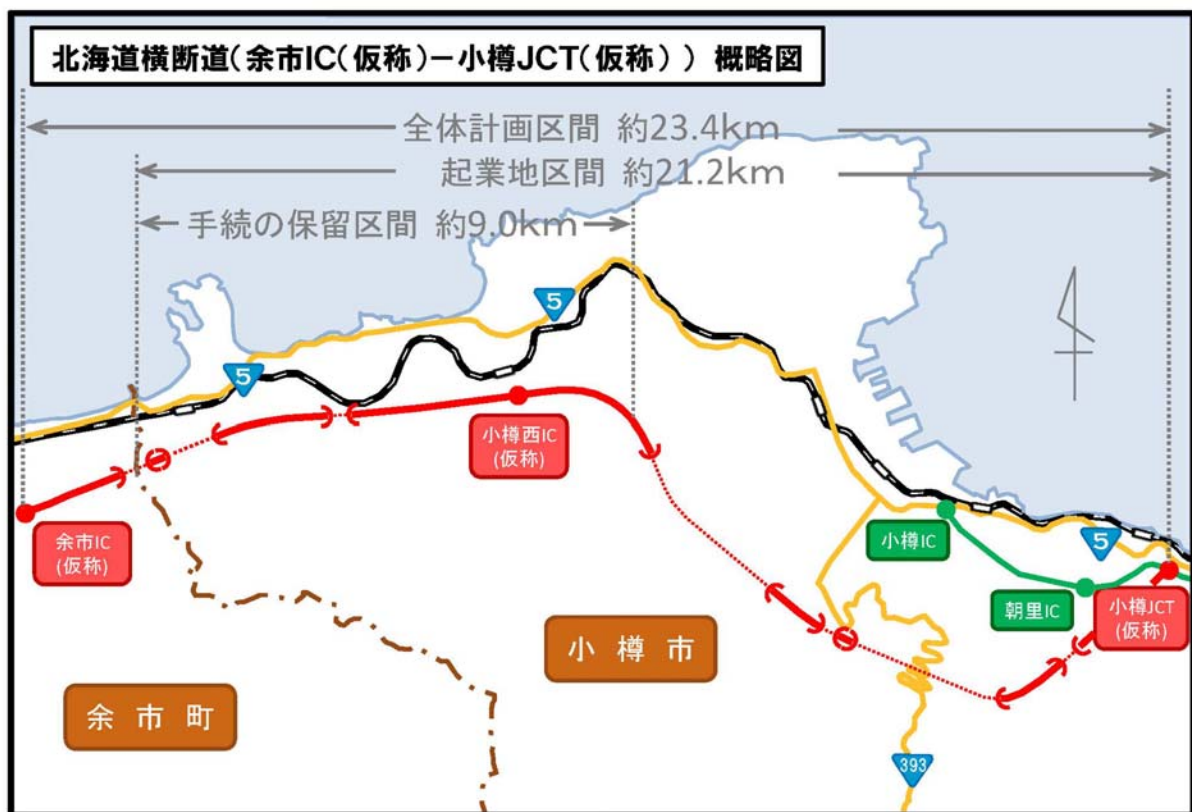 北海道横断道(余市IC(仮称)－小樽JCT(仮称)) 概略図
全体計画区間 約23.4km
起業地区間 約21.2km
手続の保留区間 約9.0km
5
5
小樽西IC
(仮称)
余市IC
(仮称)
小樽IC
5
朝里IC
小樽JCT
(仮称)
小樽市
余市町
393